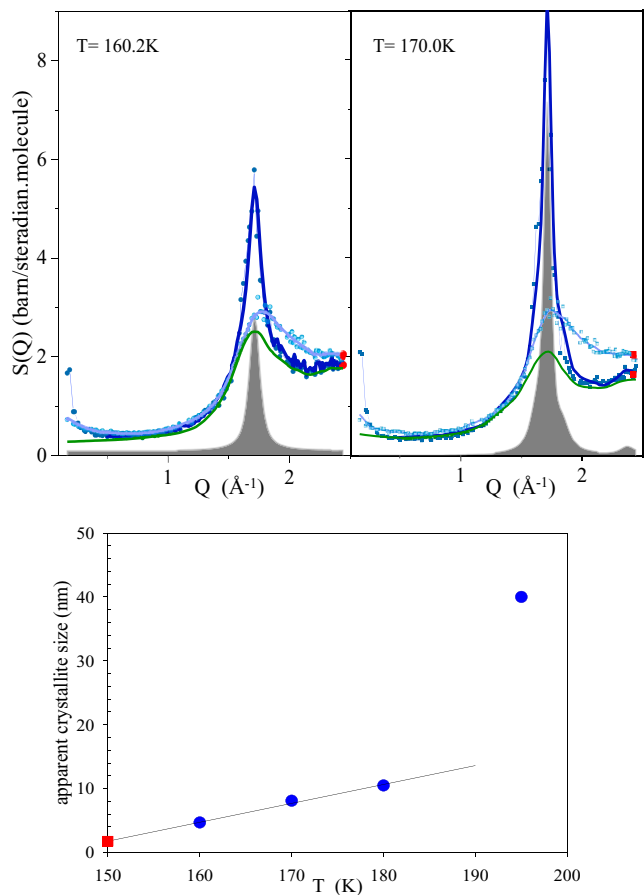 T= 160.2K
T= 170.0K
8
6
4
2
0
S(Q) (barn/steradian.molecule)
1 2 1 2
Q (Å-1) Q (Å-1)
50
40
30
20
10
0
apparent crystallite size (nm)
150 160 170 180 190 200
T (K)